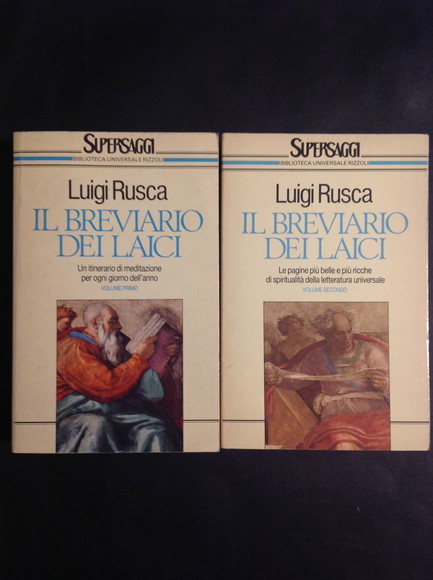 SUPERSAGGI
BIBLIOTECA UNIVERSALE RIZZOLI
Luigi Rusca
IL BREVIARIO
DEI LAICI
Un itinerario di meditazione
per ogni giorno dell'anno
VOLUME PRIMO
SUPERSAGGI
BIBLIOTECA UNIVERSALE RIZZOLI
Luigi Rusca
IL BREVIARIO
DEI LAICI
Le pagine più belle e più ricche
di spiritualità della letteratura universale
VOLUME SECONDO